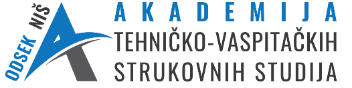 ODSEK NIŠ
AKADEMIJA
TEHNIČKO-VASPITAČKIH
STRUKOVNIH STUDIJA